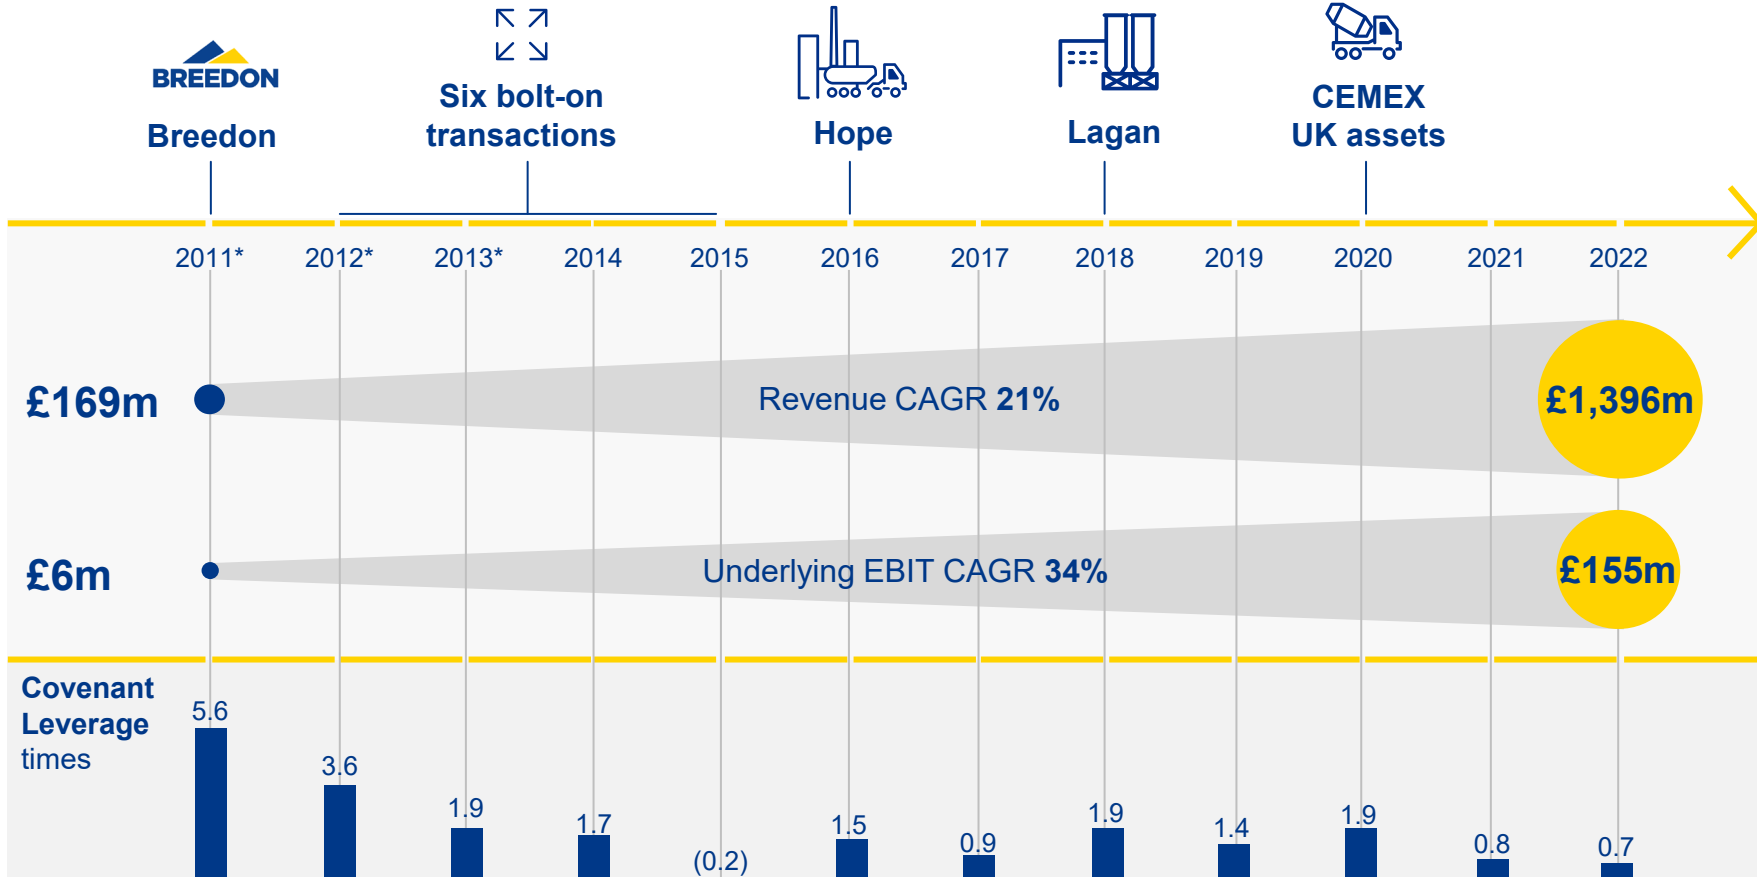 BREEDON
Breedon
Six bolt-on
transactions
Hope
Lagan
CEMEX
UK assets
2011* 2012* 2013* 2014 2015 2016 2017 2018 2019 2020 2021 2022
£169m Revenue CAGR 21% £1,396m
£6m Underlying EBIT CAGR 34% £155m
Covenant
Leverage
times
5.6 3.6 1.9 1.7 (0.2) 1.5 0.9 1.9 1.4 1.9 0.8 0.7